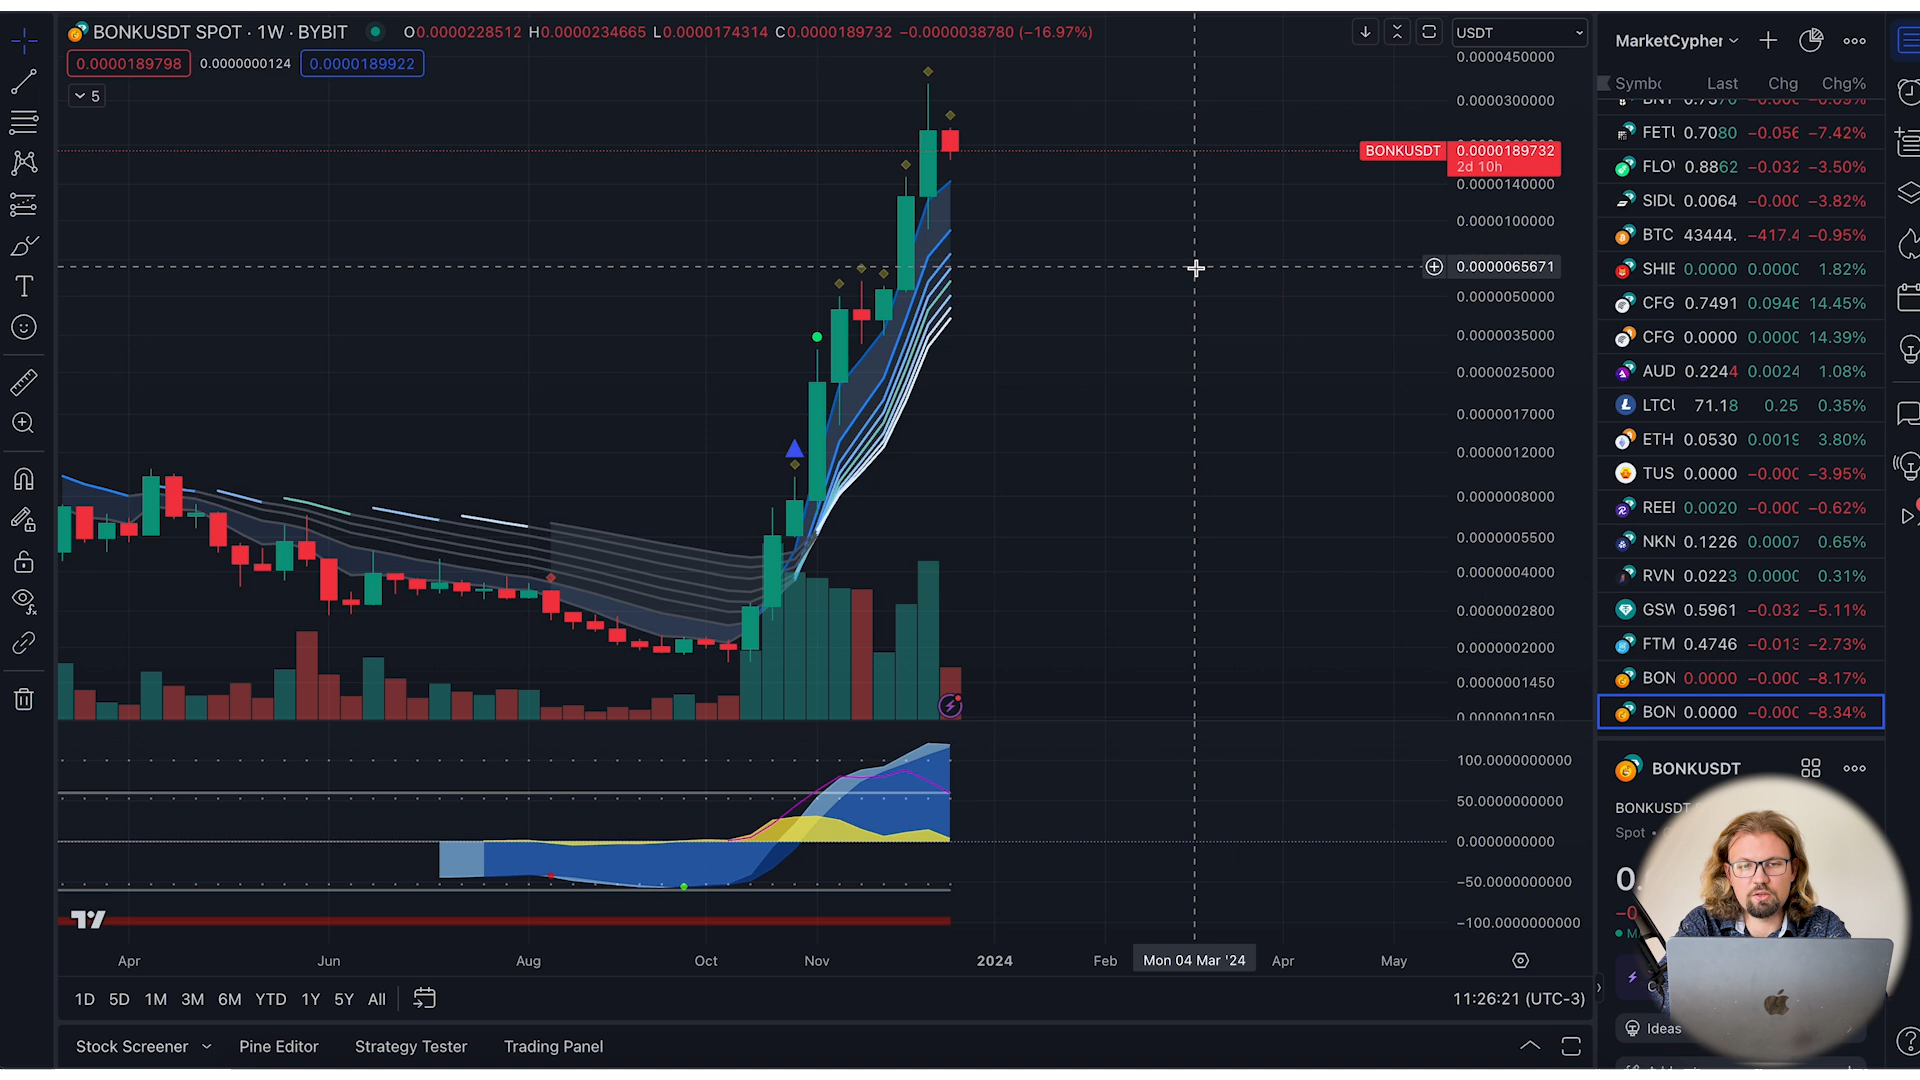 BONKUSDT SPOT · 1W · BYBIT
O0.0000228512 H0.0000234665 L0.0000174314 C0.0000189732 −0.0000038780 (−16.97%)
0.0000189798 0.0000000124 0.0000189922
5
USDT
0.0000450000
0.0000300000
BONKUSDT 0.0000189732
2d 10h
0.0000140000
0.0000100000
0.0000065671
0.0000050000
0.0000035000
0.0000025000
0.0000017000
0.0000012000
0.0000008000
0.0000005500
0.0000004000
0.0000002800
0.0000002000
0.0000001450
0.0000001050
100.0000000000
50.0000000000
0.0000000000
−50.0000000000
−100.0000000000
Apr Jun Aug Oct Nov 2024 Feb Mon 04 Mar '24 Apr May
1D 5D 1M 3M 6M YTD 1Y 5Y All
11:26:21 (UTC-3)
Stock Screener Pine Editor Strategy Tester Trading Panel
MarketCypher
Symbo Last Chg Chg%
FETU 0.7080 −0.056 −7.42%
FLOW 0.8862 −0.032 −3.50%
SIDU 0.0064 −0.000 −3.82%
BTC 43444. −417.4 −0.95%
SHIE 0.0000 0.0000 1.82%
CFG 0.7491 0.0946 14.45%
CFG 0.0000 0.0000 14.39%
AUD 0.2244 0.0024 1.08%
LTCU 71.18 0.25 0.35%
ETH 0.0530 0.0019 3.80%
TUS 0.0000 −0.000 −3.95%
REEF 0.0020 −0.000 −0.62%
NKN 0.1226 0.0007 0.65%
RVN 0.0223 0.0000 0.31%
GSW 0.5961 −0.032 −5.11%
FTM 0.4746 −0.013 −2.73%
BON 0.0000 −0.000 −8.17%
BON 0.0000 −0.000 −8.34%
BONKUSDT
BONKUSDT
Spot
0.
Ideas